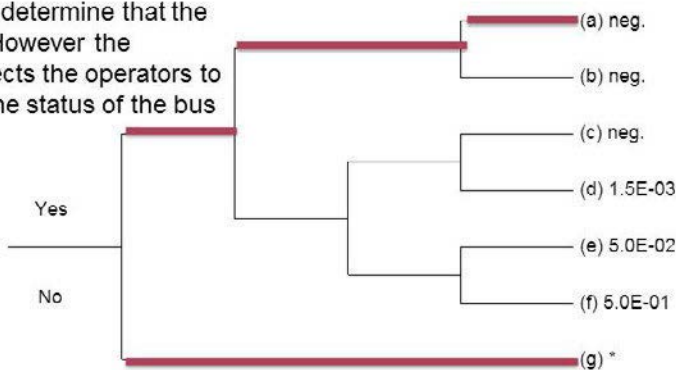 determine that the
However the
ects the operators to
he status of the bus
(a) neg.
(b) neg.
(c) neg.
(d) 1.5E-03
Yes
(e) 5.0E-02
No
(f) 5.0E-01
(g) *